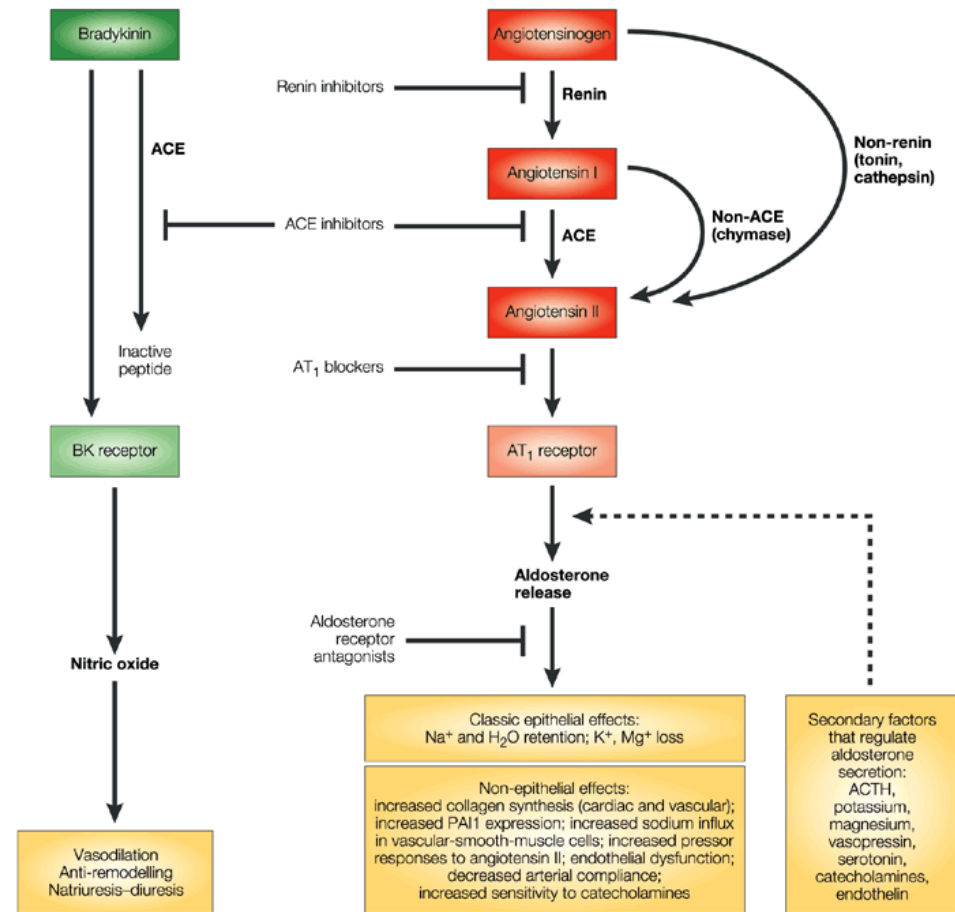 Bradykinin
Angiotensinogen
Renin inhibitors
Renin
ACE
Non-renin
(tonin,
cathepsin)
Angiotensin I
Non-ACE
(chymase)
ACE inhibitors
ACE
Angiotensin II
Inactive
peptide
AT₁ blockers
BK receptor
AT₁ receptor
Aldosterone
release
Aldosterone
receptor
antagonists
Nitric oxide
Classic epithelial effects:
Na⁺ and H₂O retention; K⁺, Mg⁺ loss
Non-epithelial effects:
increased collagen synthesis (cardiac and vascular);
increased PAI1 expression; increased sodium influx
in vascular-smooth-muscle cells; increased pressor
responses to angiotensin II; endothelial dysfunction;
decreased arterial compliance;
increased sensitivity to catecholamines
Secondary factors
that regulate
aldosterone
secretion:
ACTH,
potassium,
magnesium,
vasopressin,
serotonin,
catecholamines,
endothelin
Vasodilation
Anti-remodelling
Natriuresis–diuresis